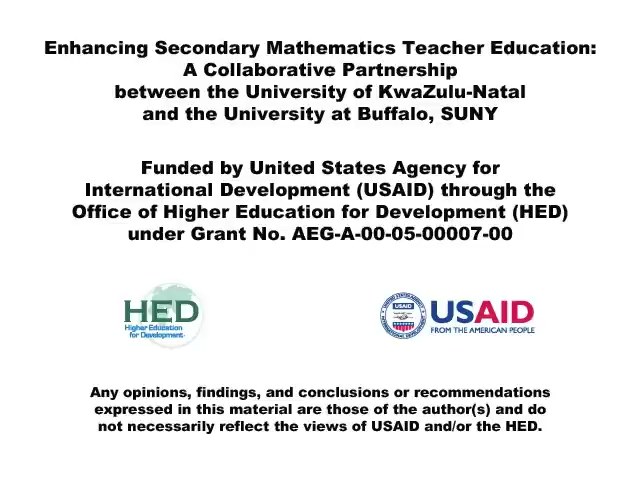 Enhancing Secondary Mathematics Teacher Education:
A Collaborative Partnership
between the University of KwaZulu-Natal
and the University at Buffalo, SUNY
Funded by United States Agency for
International Development (USAID) through the
Office of Higher Education for Development (HED)
under Grant No. AEG-A-00-05-00007-00
HED
Higher Education
for Development
USAID
USAID
FROM THE AMERICAN PEOPLE
Any opinions, findings, and conclusions or recommendations
expressed in this material are those of the author(s) and do
not necessarily reflect the views of USAID and/or the HED.